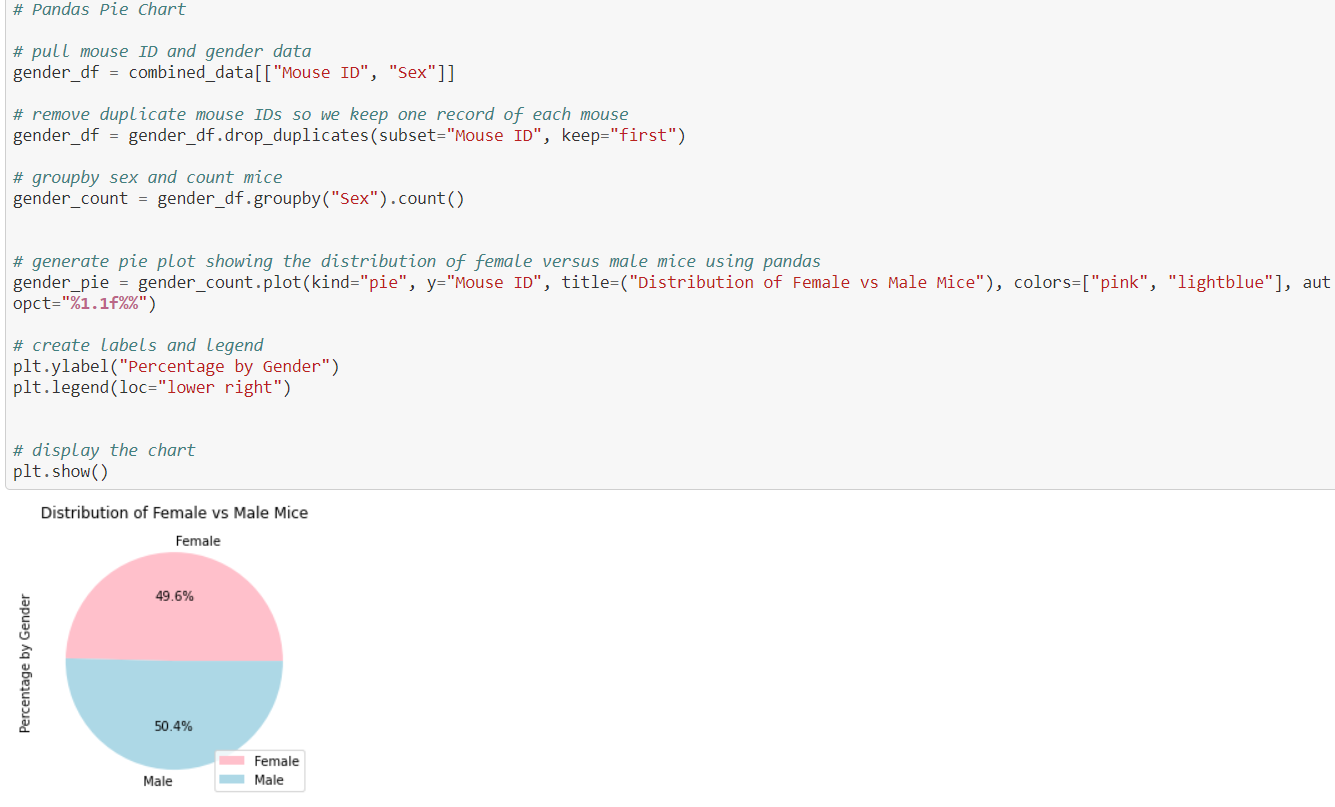 # Pandas Pie Chart
# pull mouse ID and gender data
gender_df = combined_data[["Mouse ID", "Sex"]]
# remove duplicate mouse IDs so we keep one record of each mouse
gender_df = gender_df.drop_duplicates(subset="Mouse ID", keep="first")
# groupby sex and count mice
gender_count = gender_df.groupby("Sex").count()
# generate pie plot showing the distribution of female versus male mice using pandas
gender_pie = gender_count.plot(kind="pie", y="Mouse ID", title=("Distribution of Female vs Male Mice"), colors=["pink", "lightblue"], aut
opct="%1.1f%%")
# create labels and legend
plt.ylabel("Percentage by Gender")
plt.legend(loc="lower right")
# display the chart
plt.show()
Distribution of Female vs Male Mice
Female
49.6%
Percentage by Gender
50.4%
Male
Female
Male